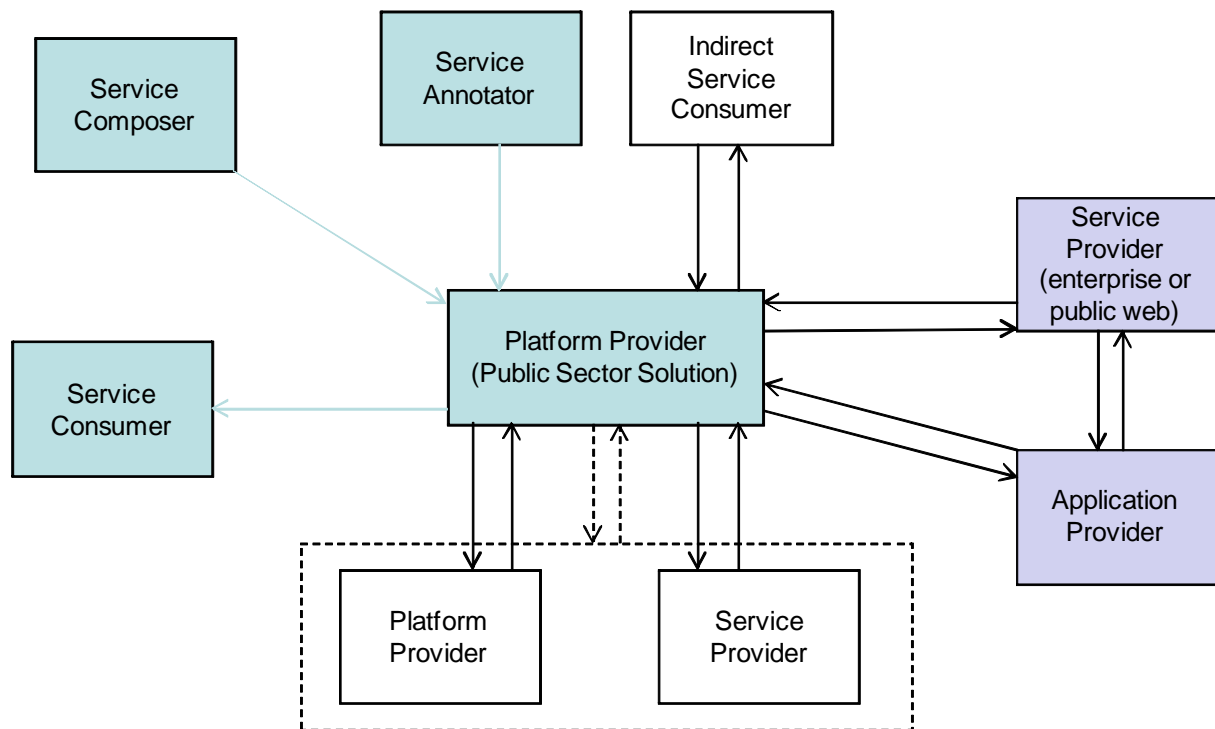 Service
Composer
Service
Annotator
Indirect
Service
Consumer
Service
Provider
(enterprise or
public web)
Platform Provider
(Public Sector Solution)
Service
Consumer
Application
Provider
Platform
Provider
Service
Provider